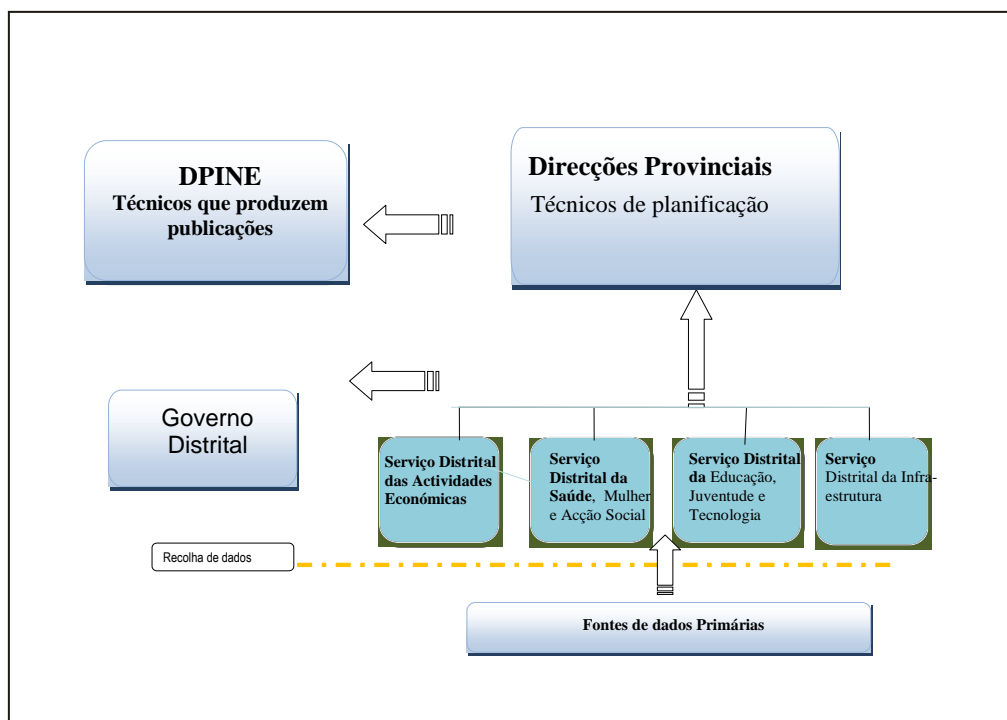 DPINE
Técnicos que produzem
publicações
Direcções Provinciais
Técnicos de planificação
Governo
Distrital
Serviço Distrital
das Actividades
Económicas
Serviço
Distrital da
Saúde, Mulher
e Acção Social
Serviço Distrital
da Educação,
Juventude e
Tecnologia
Serviço
Distrital da Infra-
estrutura
Recolha de dados
Fontes de dados Primárias